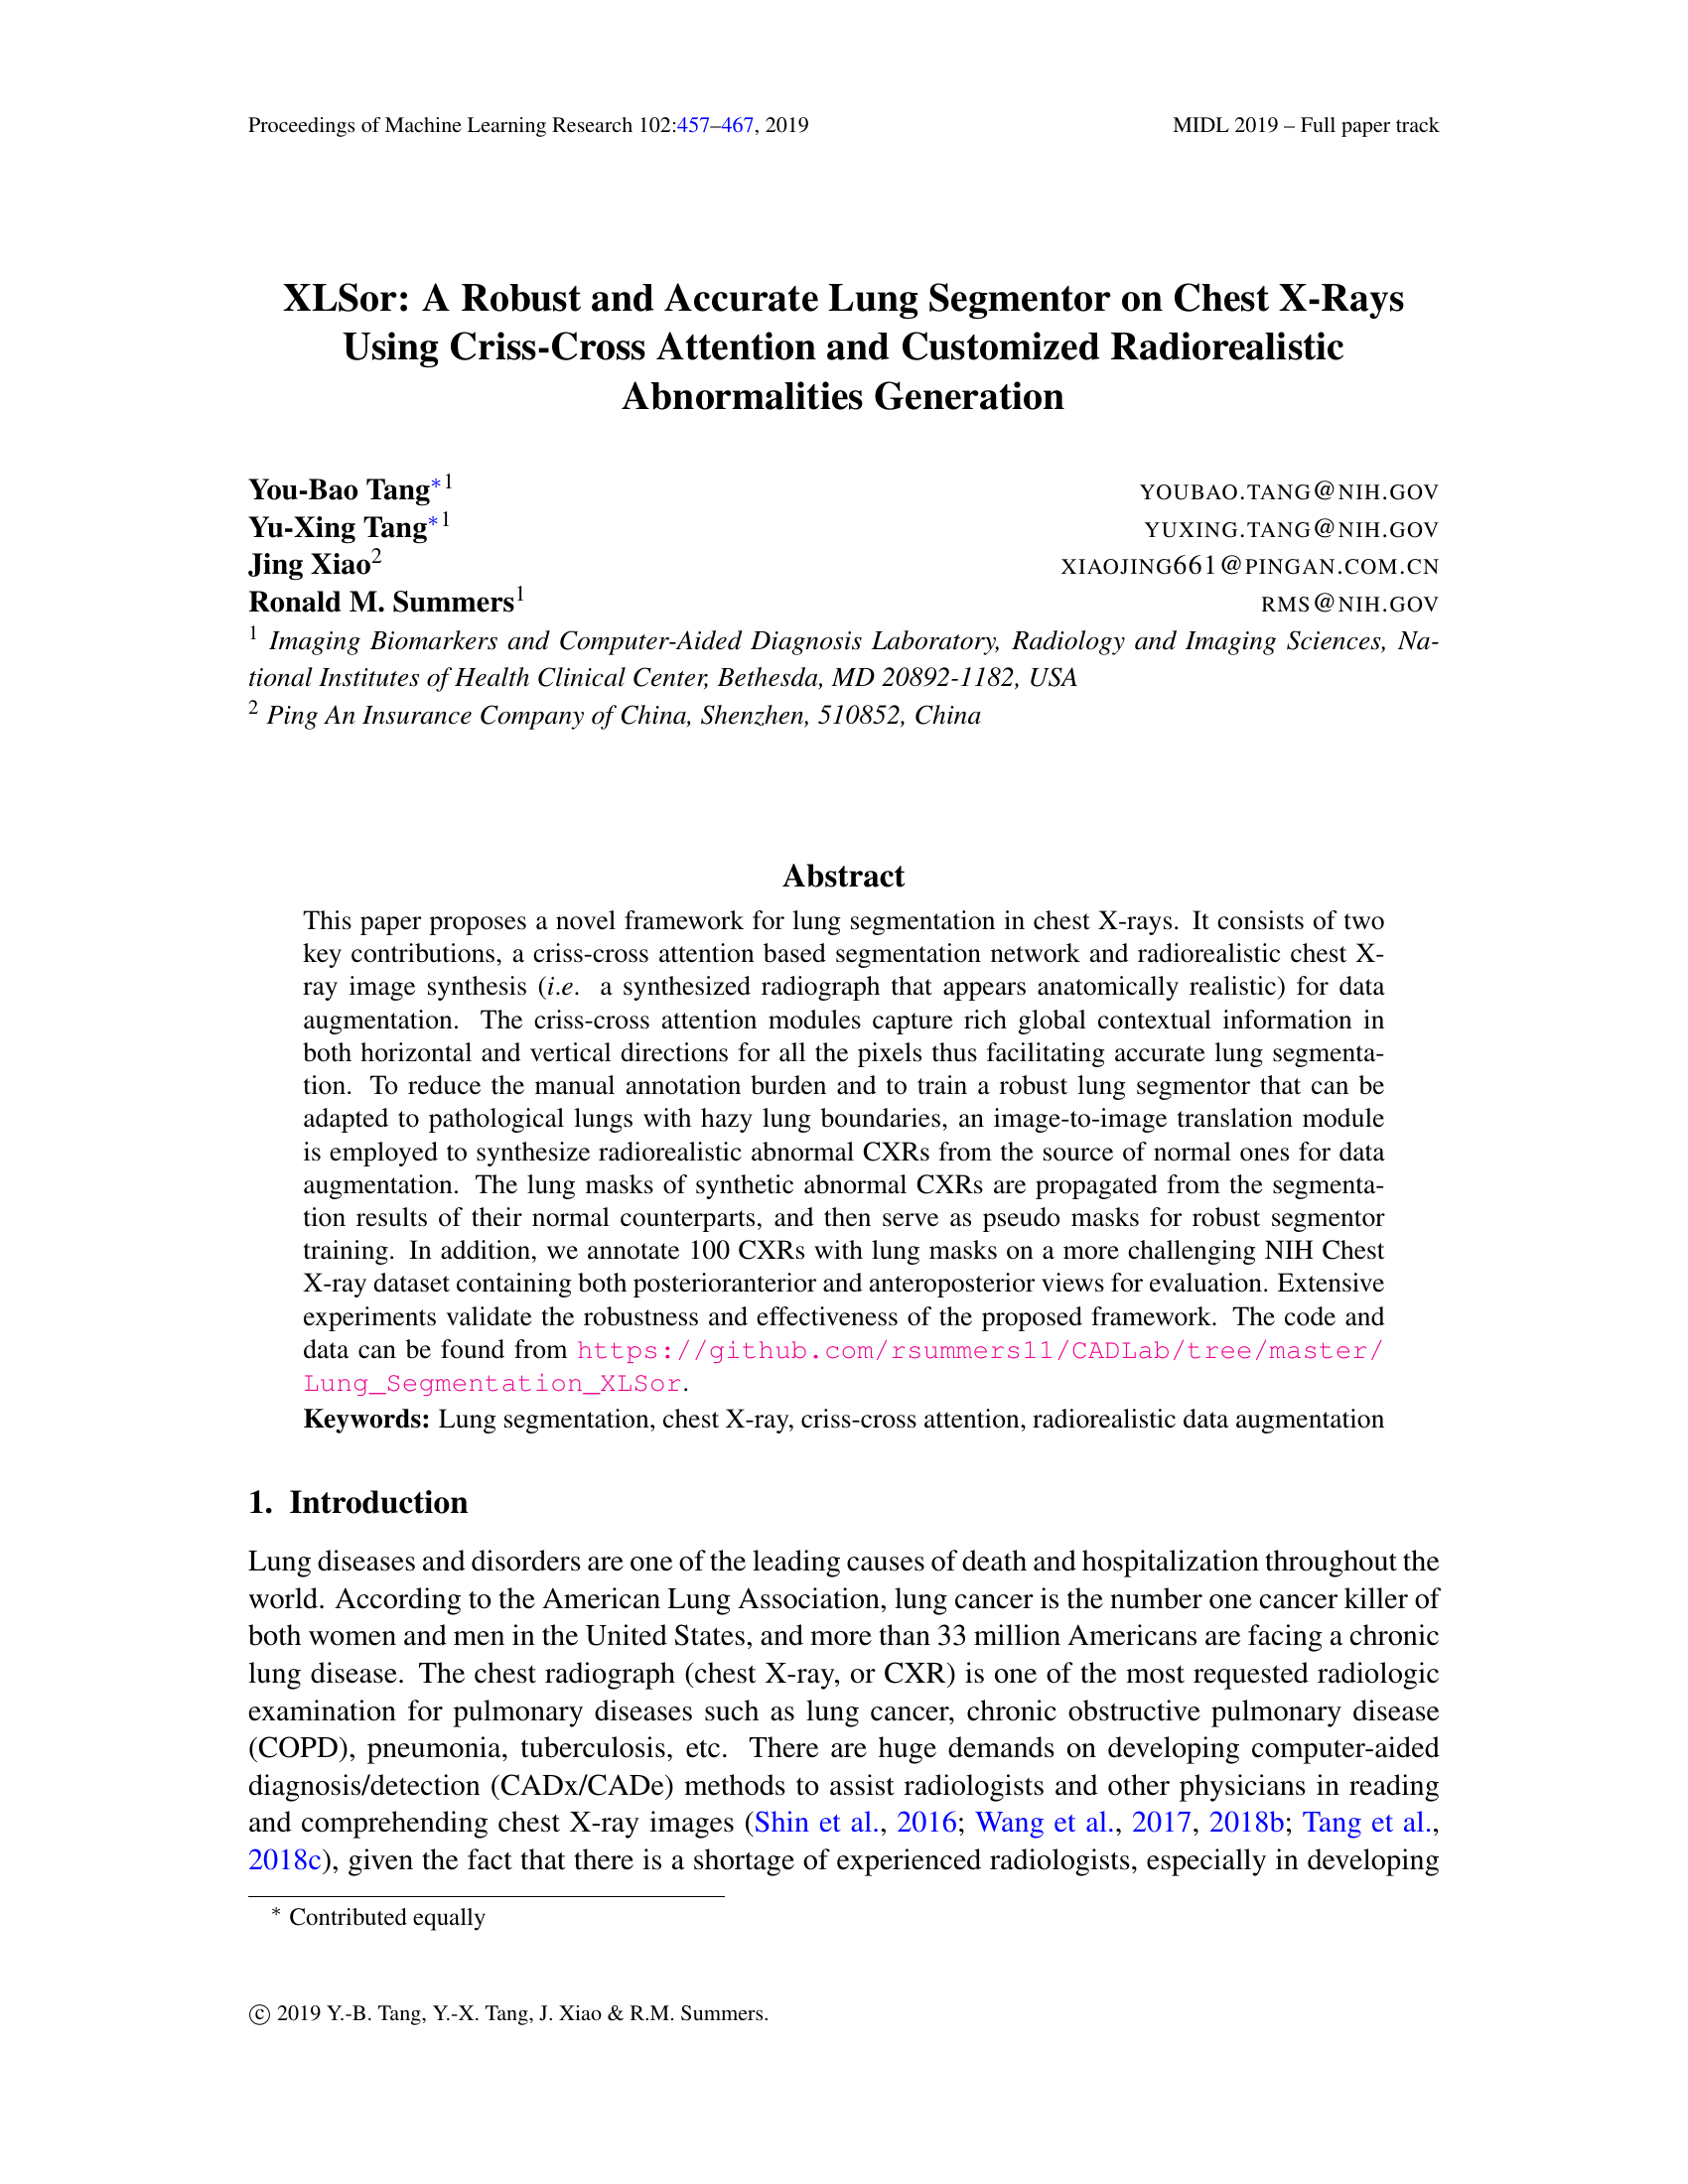 Proceedings of Machine Learning Research 102:457–467, 2019 MIDL 2019 – Full paper track
XLSor: A Robust and Accurate Lung Segmentor on Chest X-Rays
Using Criss-Cross Attention and Customized Radiorealistic
Abnormalities Generation
You-Bao Tang∗1 YOUBAO.TANG@NIH.GOV
Yu-Xing Tang∗1 YUXING.TANG@NIH.GOV
Jing Xiao2 XIAOJING661@PINGAN.COM.CN
Ronald M. Summers1 RMS@NIH.GOV
1 Imaging Biomarkers and Computer-Aided Diagnosis Laboratory, Radiology and Imaging Sciences, Na-
tional Institutes of Health Clinical Center, Bethesda, MD 20892-1182, USA
2 Ping An Insurance Company of China, Shenzhen, 510852, China
Abstract
This paper proposes a novel framework for lung segmentation in chest X-rays. It consists of two
key contributions, a criss-cross attention based segmentation network and radiorealistic chest X-
ray image synthesis (i.e. a synthesized radiograph that appears anatomically realistic) for data
augmentation. The criss-cross attention modules capture rich global contextual information in
both horizontal and vertical directions for all the pixels thus facilitating accurate lung segmenta-
tion. To reduce the manual annotation burden and to train a robust lung segmentor that can be
adapted to pathological lungs with hazy lung boundaries, an image-to-image translation module
is employed to synthesize radiorealistic abnormal CXRs from the source of normal ones for data
augmentation. The lung masks of synthetic abnormal CXRs are propagated from the segmenta-
tion results of their normal counterparts, and then serve as pseudo masks for robust segmentor
training. In addition, we annotate 100 CXRs with lung masks on a more challenging NIH Chest
X-ray dataset containing both posterioranterior and anteroposterior views for evaluation. Extensive
experiments validate the robustness and effectiveness of the proposed framework. The code and
data can be found from https://github.com/rsummers11/CADLab/tree/master/
Lung_Segmentation_XLSor.
Keywords: Lung segmentation, chest X-ray, criss-cross attention, radiorealistic data augmentation
1. Introduction
Lung diseases and disorders are one of the leading causes of death and hospitalization throughout the
world. According to the American Lung Association, lung cancer is the number one cancer killer of
both women and men in the United States, and more than 33 million Americans are facing a chronic
lung disease. The chest radiograph (chest X-ray, or CXR) is one of the most requested radiologic
examination for pulmonary diseases such as lung cancer, chronic obstructive pulmonary disease
(COPD), pneumonia, tuberculosis, etc. There are huge demands on developing computer-aided
diagnosis/detection (CADx/CADe) methods to assist radiologists and other physicians in reading
and comprehending chest X-ray images (Shin et al., 2016; Wang et al., 2017, 2018b; Tang et al.,
2018c), given the fact that there is a shortage of experienced radiologists, especially in developing
∗ Contributed equally
© 2019 Y.-B. Tang, Y.-X. Tang, J. Xiao & R.M. Summers.